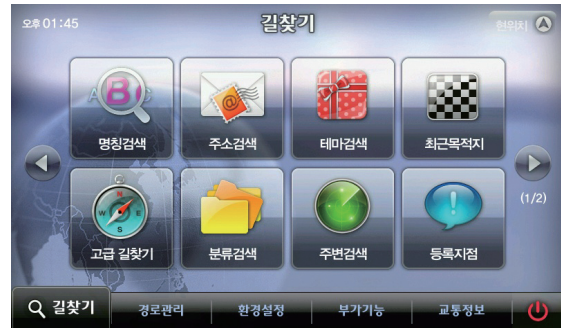 오후 01:45
길찾기
현위치
ABC
명칭검색
@
주소검색
테마검색
최근목적지
N
W E
S
고급 길찾기
분류검색
주변검색
!
등록지점
(1/2)
길찾기
경로관리
환경설정
부가기능
교통정보